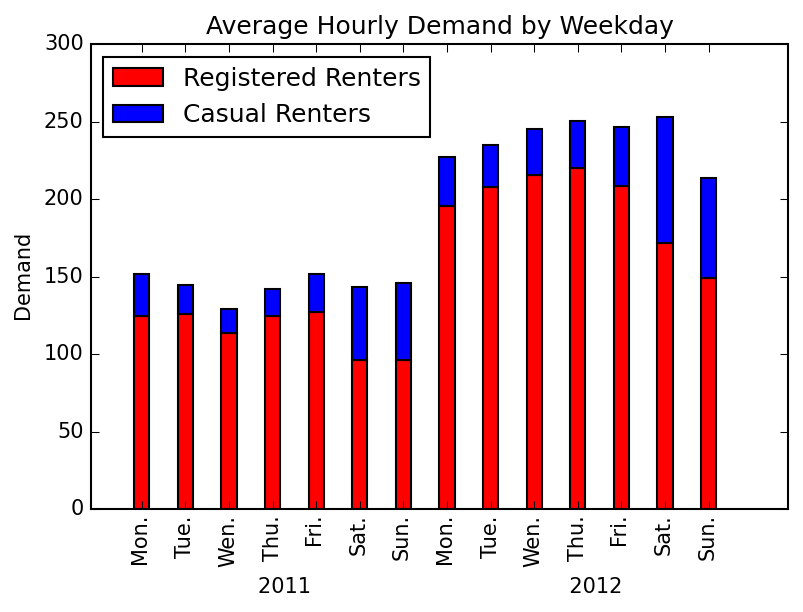 Average Hourly Demand by Weekday
Registered Renters
Casual Renters
Demand
300
250
200
150
100
50
0
Mon. Tue. Wen. Thu. Fri. Sat. Sun. Mon. Tue. Wen. Thu. Fri. Sat. Sun.
2011 2012